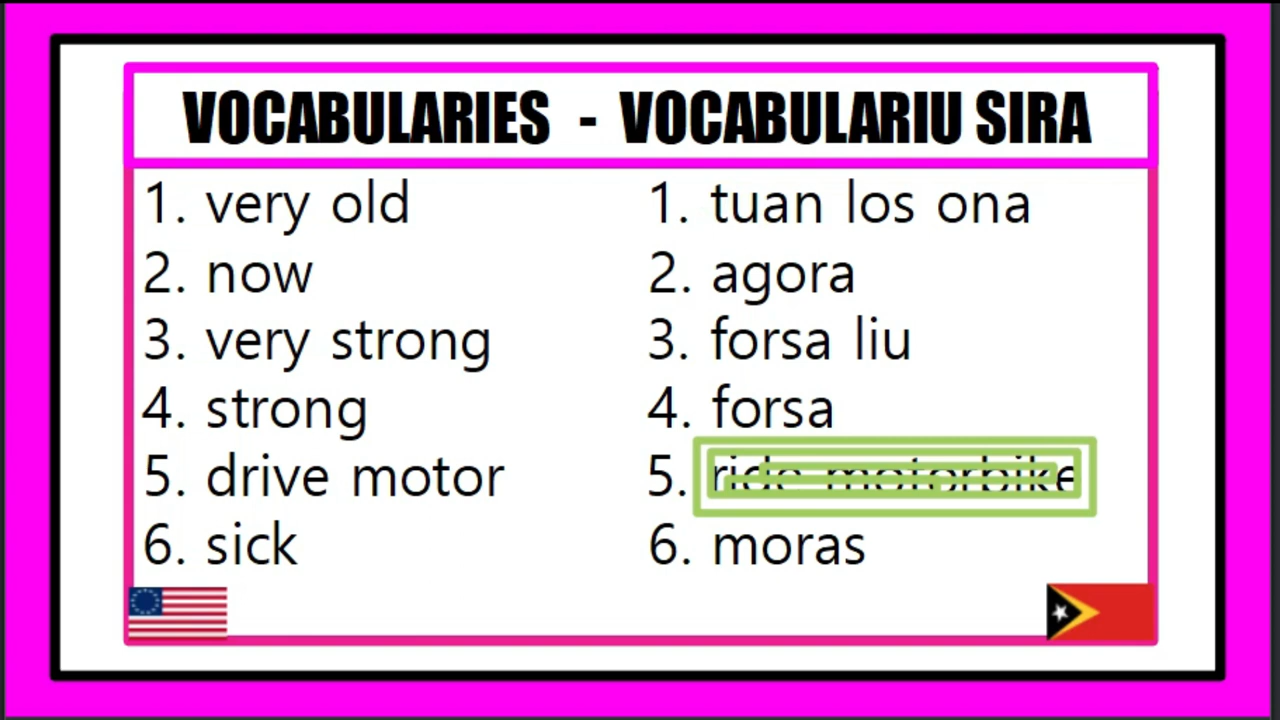 VOCABULARIES - VOCABULARIU SIRA
1. very old
2. now
3. very strong
4. strong
5. drive motor
6. sick
1. tuan los ona
2. agora
3. forsa liu
4. forsa
5. ride motorbike
6. moras